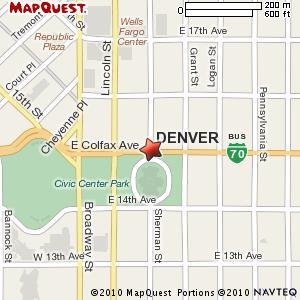 MAPQUEST.
200 m
600 ft
Tremont
Republic
Plaza
Wells
Fargo
Center
E 17th Ave
Court Pl
15th St
Cheyenne Pl
Lincoln St
Grant St
Logan St
Pennsylvania St
E Colfax Ave
DENVER
BUS
70
Civic Center Park
E 14th Ave
Bannock St
Broadway St
Sherman St
W 13th Ave
E 13th Ave
©2010 MapQuest Portions ©2010 NAVTEQ